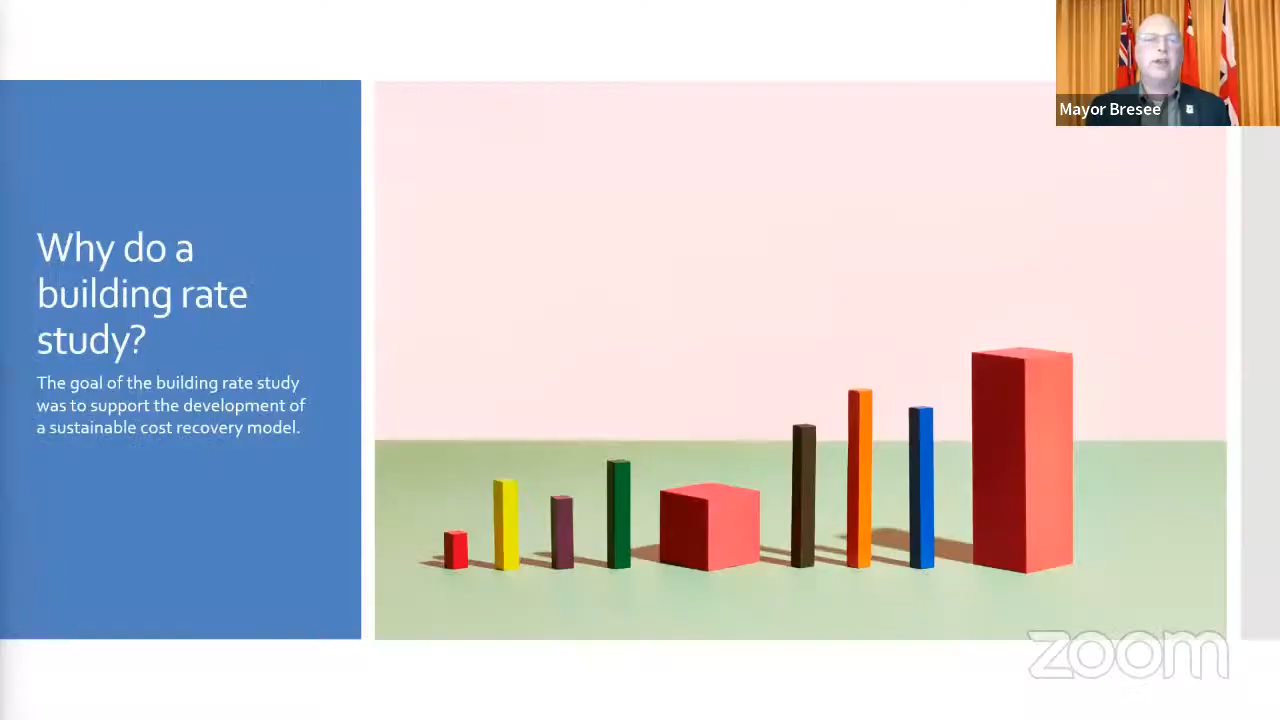 Mayor Bresee
Why do a
building rate
study?
The goal of the building rate study
was to support the development of
a sustainable cost recovery model.
zoom